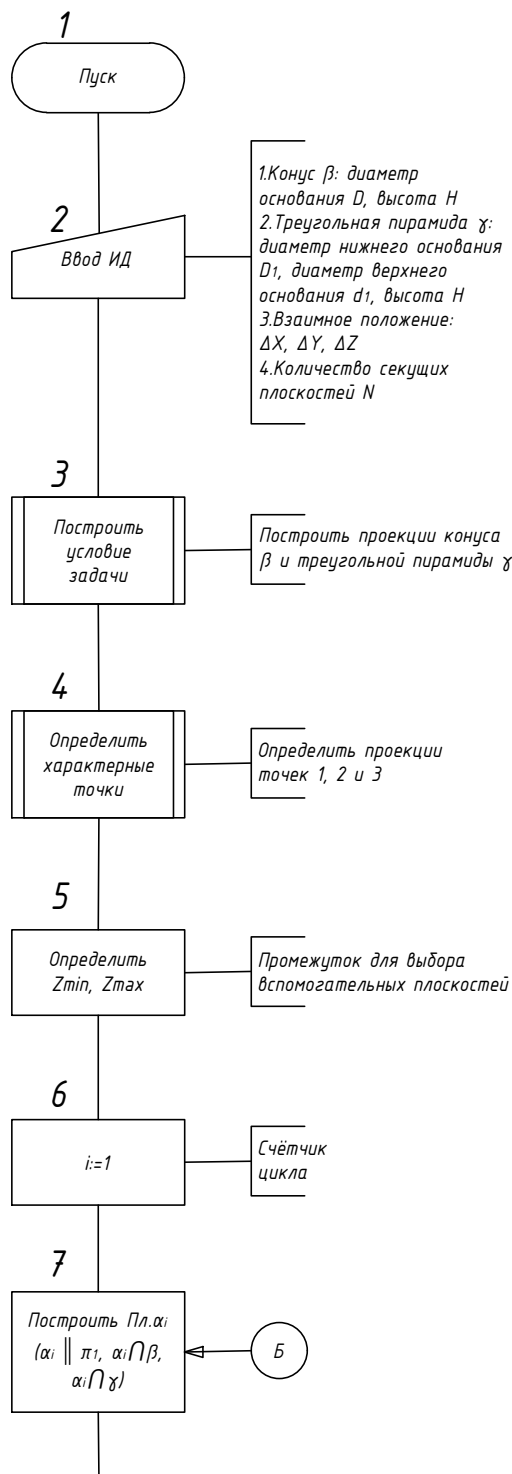 1
Пуск
2
Ввод ИД
1.Конус β: диаметр
основания D, высота H
2.Треугольная пирамида γ:
диаметр нижнего основания
D₁, диаметр верхнего
основания d₁, высота H
3.Взаимное положение:
ΔX, ΔY, ΔZ
4.Количество секущих
плоскостей N
3
Построить
условие
задачи
Построить проекции конуса
β и треугольной пирамиды γ
4
Определить
характерные
точки
Определить проекции
точек 1, 2 и 3
5
Определить
Zmin, Zmax
Промежуток для выбора
вспомогательных плоскостей
6
i:=1
Счётчик
цикла
7
Построить Пл.αᵢ
(αᵢ || π₁, αᵢ⋂β,
αᵢ⋂γ)
Б